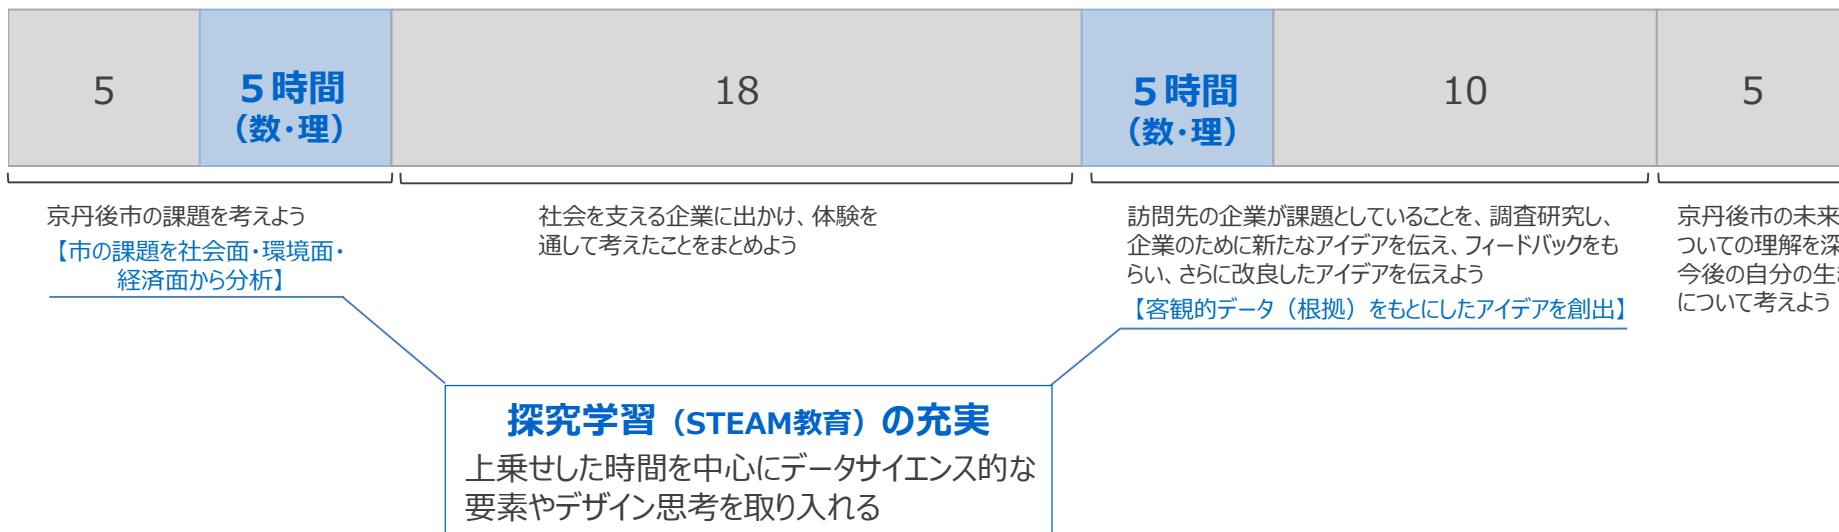 5
５時間
（数・理）
18
５時間
（数・理）
10
5
京丹後市の課題を考えよう
【市の課題を社会面・環境面・
経済面から分析】
社会を支える企業に出かけ、体験を
通して考えたことをまとめよう
訪問先の企業が課題としていることを、調査研究し、
企業のために新たなアイデアを伝え、フィードバックをも
らい、さらに改良したアイデアを伝えよう
【客観的データ（根拠）をもとにしたアイデアを創出】
京丹後市の未来
ついての理解を深
今後の自分の生き
について考えよう
探究学習（STEAM教育）の充実
上乗せした時間を中心にデータサイエンス的な
要素やデザイン思考を取り入れる